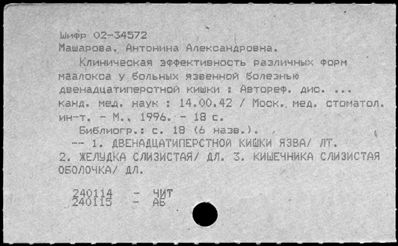 Шифр 02-34572
Машарова, Антонина Александровна.
Клиническая эффективность различных форм
маалокса у больных язвенной болезнью
двенадцатиперстной кишки : Автореф. дис. ...
канд. мед. наук : 14.00.42 / Моск. мед. стоматол.
ин-т. - М., 1996. - 18 с.
Библиогр.: с. 18 (6 назв.).
-- 1. ДВЕНАДЦАТИПЕРСТНОЙ КИШКИ ЯЗВА/ ЛТ.
2. ЖЕЛУДКА СЛИЗИСТАЯ/ ДЛ. 3. КИШЕЧНИКА СЛИЗИСТАЯ
ОБОЛОЧКА/ ДЛ.
240114 - ЧИТ
240115 - АБ